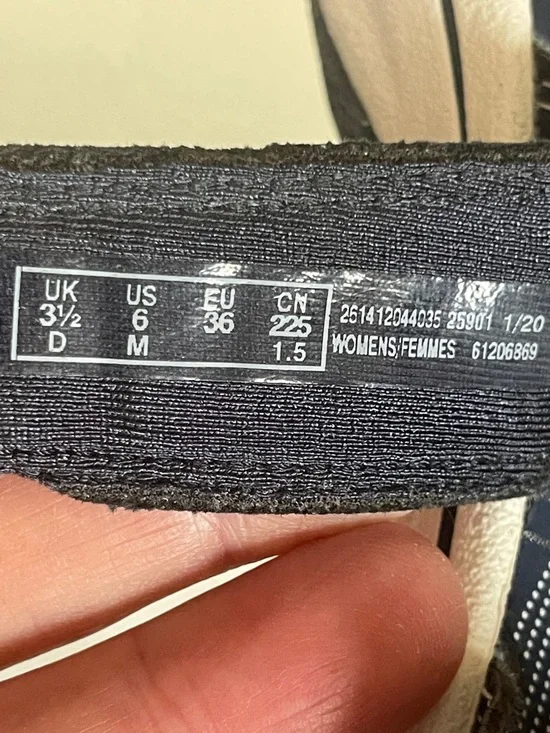 UK US EU CN
3½ 6 36 225
D M 1.5
261412044035 25901 1/20
WOMENS/FEMMES 61206869